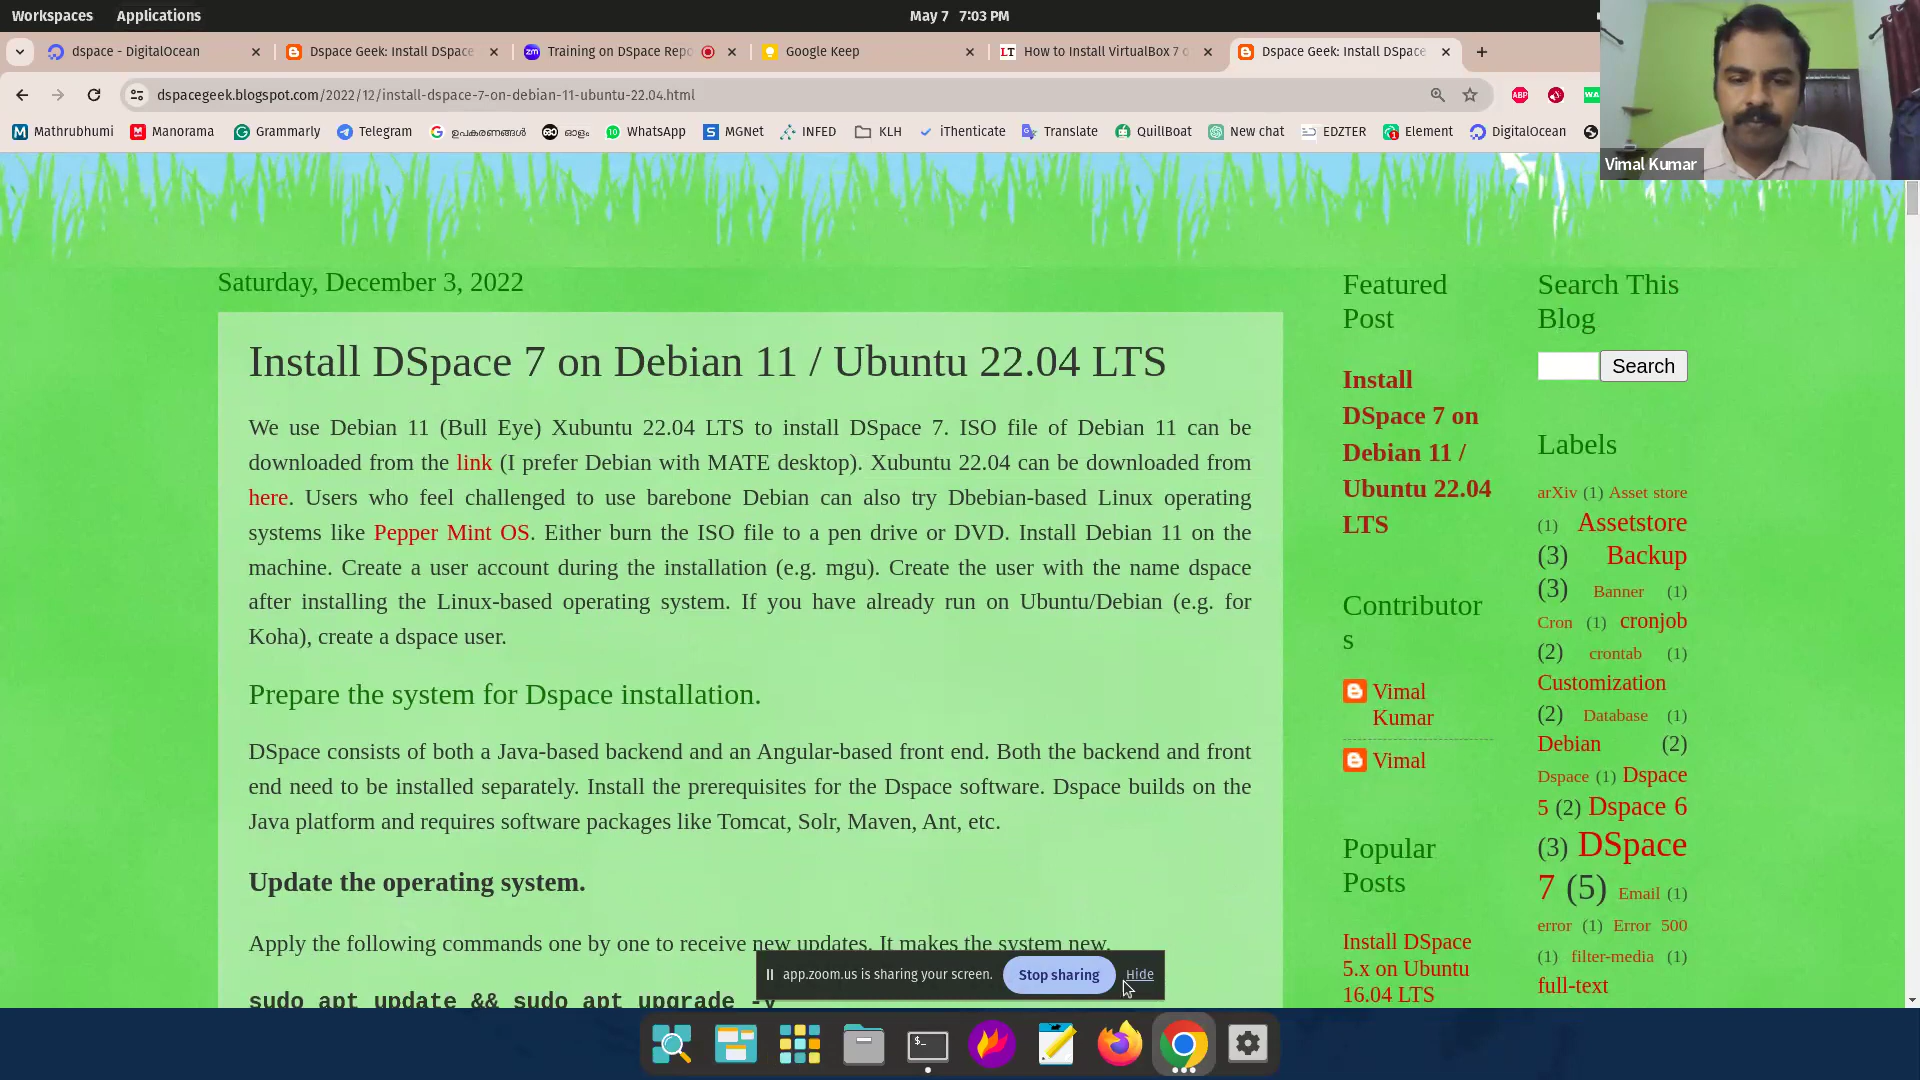 Workspaces
Applications
May 7 7:03 PM
dspace - DigitalOcean
Dspace Geek: Install DSpace
Training on DSpace Repo
Google Keep
How to Install VirtualBox 7 o
Dspace Geek: Install DSpace
dspacegeek.blogspot.com/2022/12/install-dspace-7-on-debian-11-ubuntu-22.04.html
Mathrubhumi
Manorama
Grammarly
Telegram
ഉപകരണങ്ങൾ
ഓളം
WhatsApp
MGNet
INFED
KLH
iThenticate
Translate
QuillBoat
New chat
EDZTER
Element
DigitalOcean
Vimal Kumar
Saturday, December 3, 2022
Install DSpace 7 on Debian 11 / Ubuntu 22.04 LTS
We use Debian 11 (Bull Eye) Xubuntu 22.04 LTS to install DSpace 7. ISO file of Debian 11 can be
downloaded from the link (I prefer Debian with MATE desktop). Xubuntu 22.04 can be downloaded from
here. Users who feel challenged to use barebone Debian can also try Dbebian-based Linux operating
systems like Pepper Mint OS. Either burn the ISO file to a pen drive or DVD. Install Debian 11 on the
machine. Create a user account during the installation (e.g. mgu). Create the user with the name dspace
after installing the Linux-based operating system. If you have already run on Ubuntu/Debian (e.g. for
Koha), create a dspace user.
Prepare the system for Dspace installation.
DSpace consists of both a Java-based backend and an Angular-based front end. Both the backend and front
end need to be installed separately. Install the prerequisites for the Dspace software. Dspace builds on the
Java platform and requires software packages like Tomcat, Solr, Maven, Ant, etc.
Update the operating system.
Apply the following commands one by one to receive new updates. It makes the system new.
sudo apt update && sudo apt upgrade -y
Featured
Post
Install
DSpace 7 on
Debian 11 /
Ubuntu 22.04
LTS
Contributor
s
Vimal
Kumar
Vimal
Popular
Posts
Install DSpace
5.x on Ubuntu
16.04 LTS
Search This
Blog
Search
Labels
arXiv (1) Asset store
(1) Assetstore
(3) Backup
(3) Banner (1)
Cron (1) cronjob
(2) crontab (1)
Customization
(2) Database (1)
Debian (2)
Dspace (1) Dspace
5 (2) Dspace 6
(3) DSpace
7 (5) Email (1)
error (1) Error 500
(1) filter-media (1)
full-text
app.zoom.us is sharing your screen.
Stop sharing
Hide